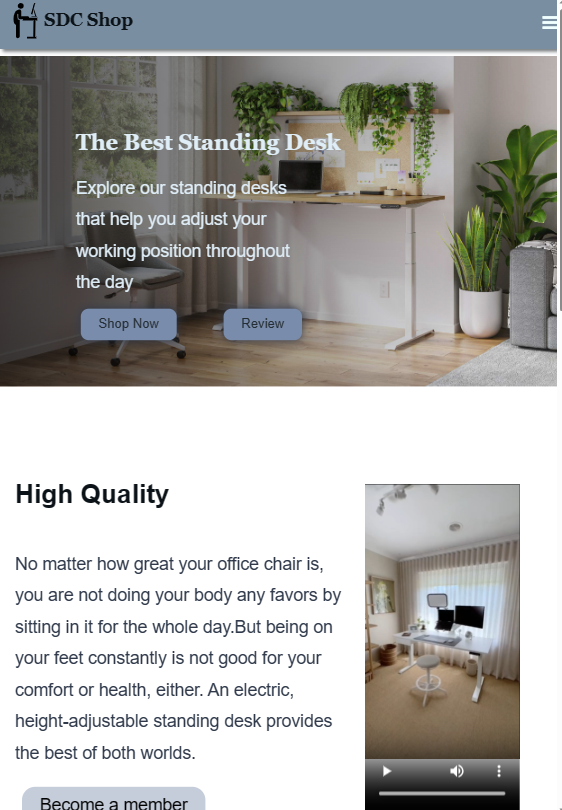 SDC Shop
The Best Standing Desk
Explore our standing desks
that help you adjust your
working position throughout
the day
Shop Now
Review
High Quality
No matter how great your office chair is,
you are not doing your body any favors by
sitting in it for the whole day.But being on
your feet constantly is not good for your
comfort or health, either. An electric,
height-adjustable standing desk provides
the best of both worlds.
Become a member